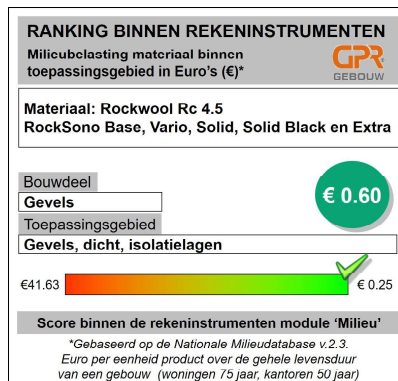 RANKING BINNEN REKENINSTRUMENTEN
Milieubelasting materiaal binnen
toepassingsgebied in Euro's (€)*
GPR
GEBOUW
Materiaal: Rockwool Rc 4.5
RockSono Base, Vario, Solid, Solid Black en Extra
Bouwdeel
Gevels
€ 0.60
Toepassingsgebied
Gevels, dicht, isolatielagen
€41.63
€ 0.25
Score binnen de rekeninstrumenten module ‘Milieu’
*Gebaseerd op de Nationale Milieudatabase v.2.3.
Euro per eenheid product over de gehele levensduur
van een gebouw (woningen 75 jaar, kantoren 50 jaar)